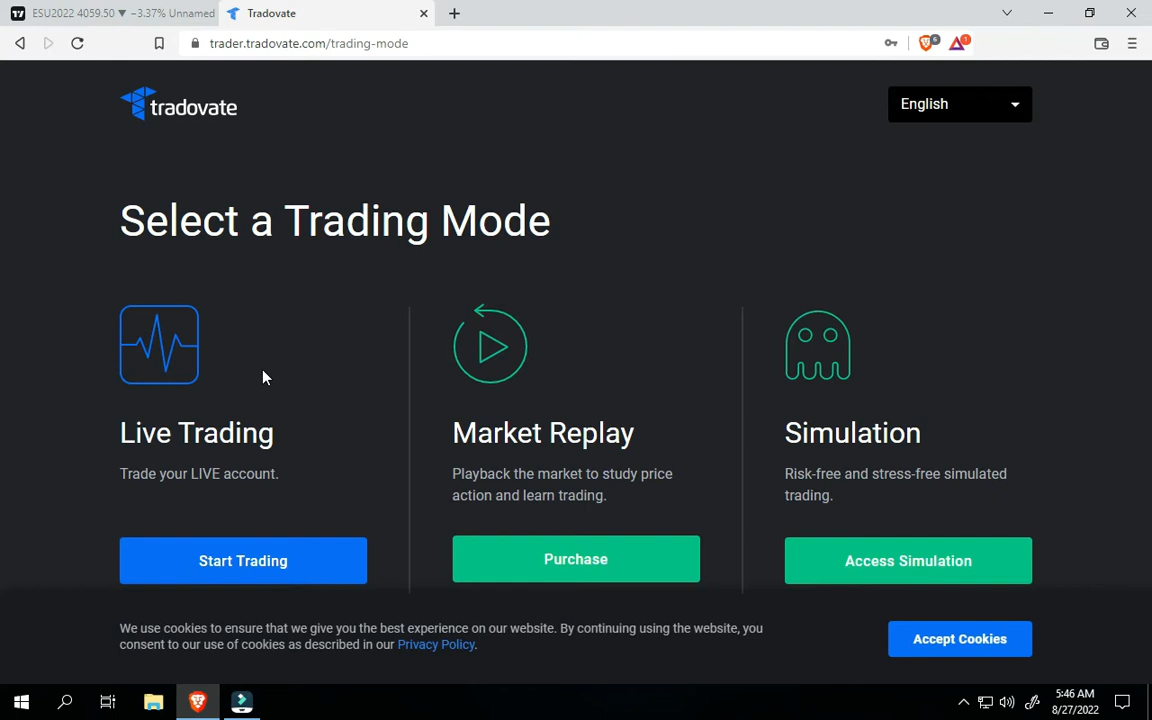 ESU2022 4059.50 ▼ −3.37% Unnamed
Tradovate
trader.tradovate.com/trading-mode
6
1
tradovate
English
Select a Trading Mode
Live Trading
Trade your LIVE account.
Start Trading
Market Replay
Playback the market to study price
action and learn trading.
Purchase
Simulation
Risk-free and stress-free simulated
trading.
Access Simulation
We use cookies to ensure that we give you the best experience on our website. By continuing using the website, you
consent to our use of cookies as described in our Privacy Policy.
Accept Cookies
5:46 AM
8/27/2022